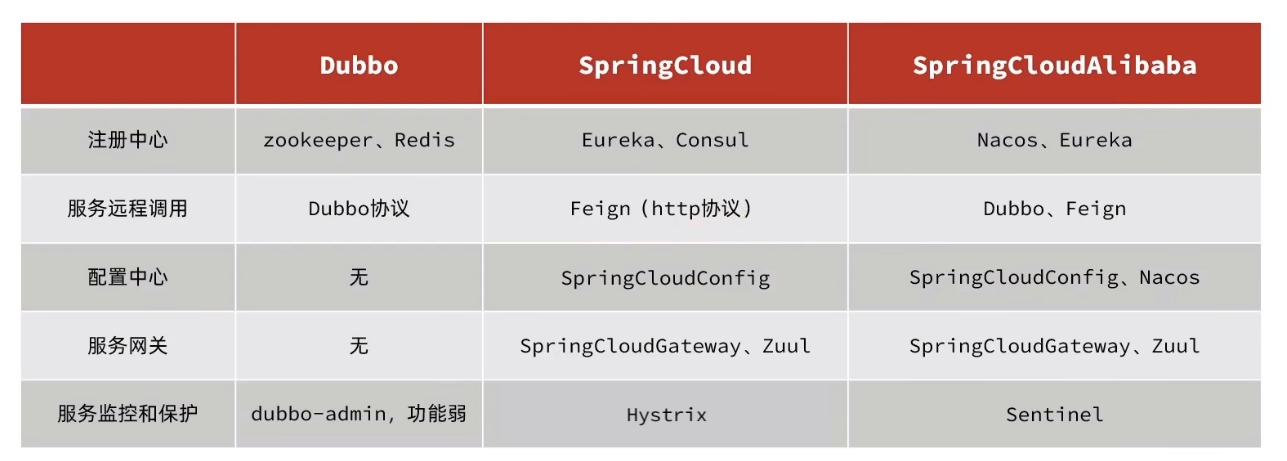 Dubbo SpringCloud SpringCloudAlibaba
注册中心 zookeeper、Redis Eureka、Consul Nacos、Eureka
服务远程调用 Dubbo协议 Feign（http协议） Dubbo、Feign
配置中心 无 SpringCloudConfig SpringCloudConfig、Nacos
服务网关 无 SpringCloudGateway、Zuul SpringCloudGateway、Zuul
服务监控和保护 dubbo-admin，功能弱 Hystrix Sentinel